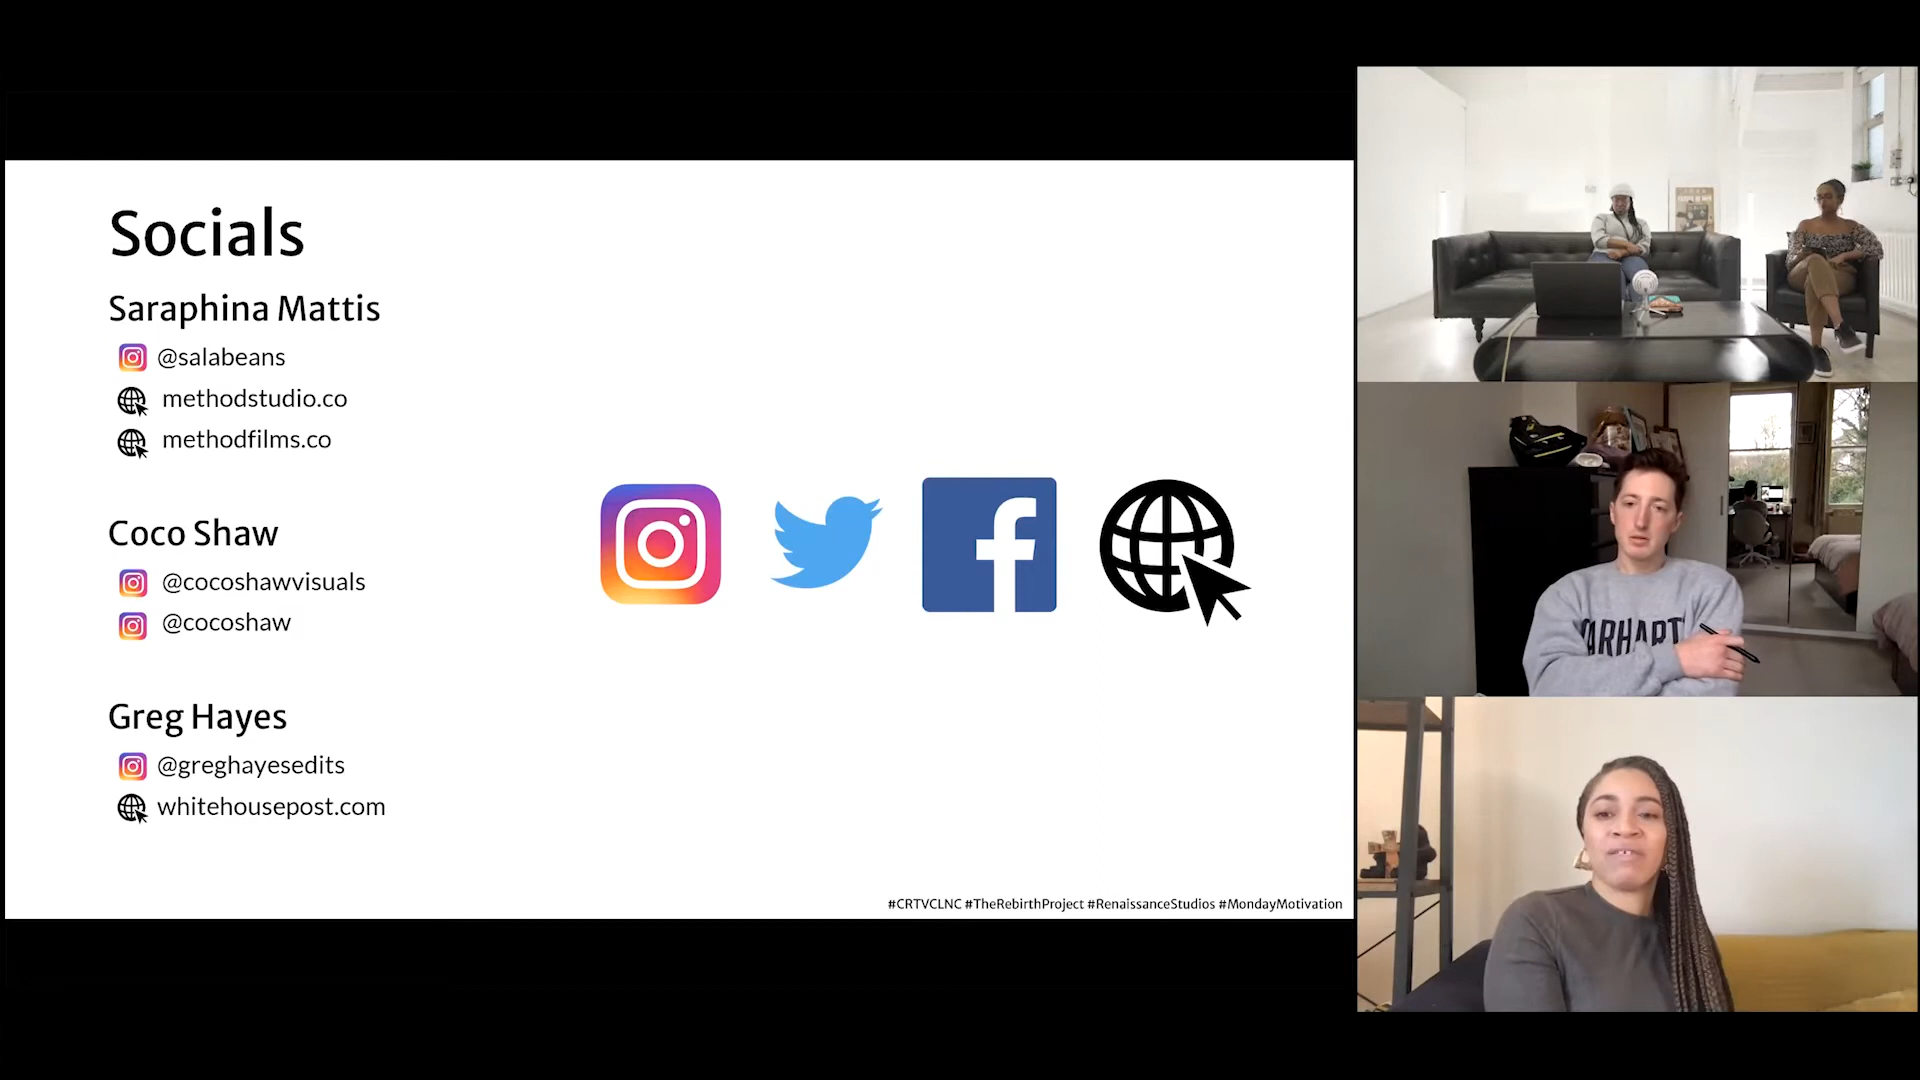 Socials
Saraphina Mattis
@salabeans
methodstudio.co
methodfilms.co
Coco Shaw
@cocoshawvisuals
@cocoshaw
Greg Hayes
@greghayesedits
whitehousepost.com
#CRTVCLNC #TheRebirthProject #RenaissanceStudios #MondayMotivation